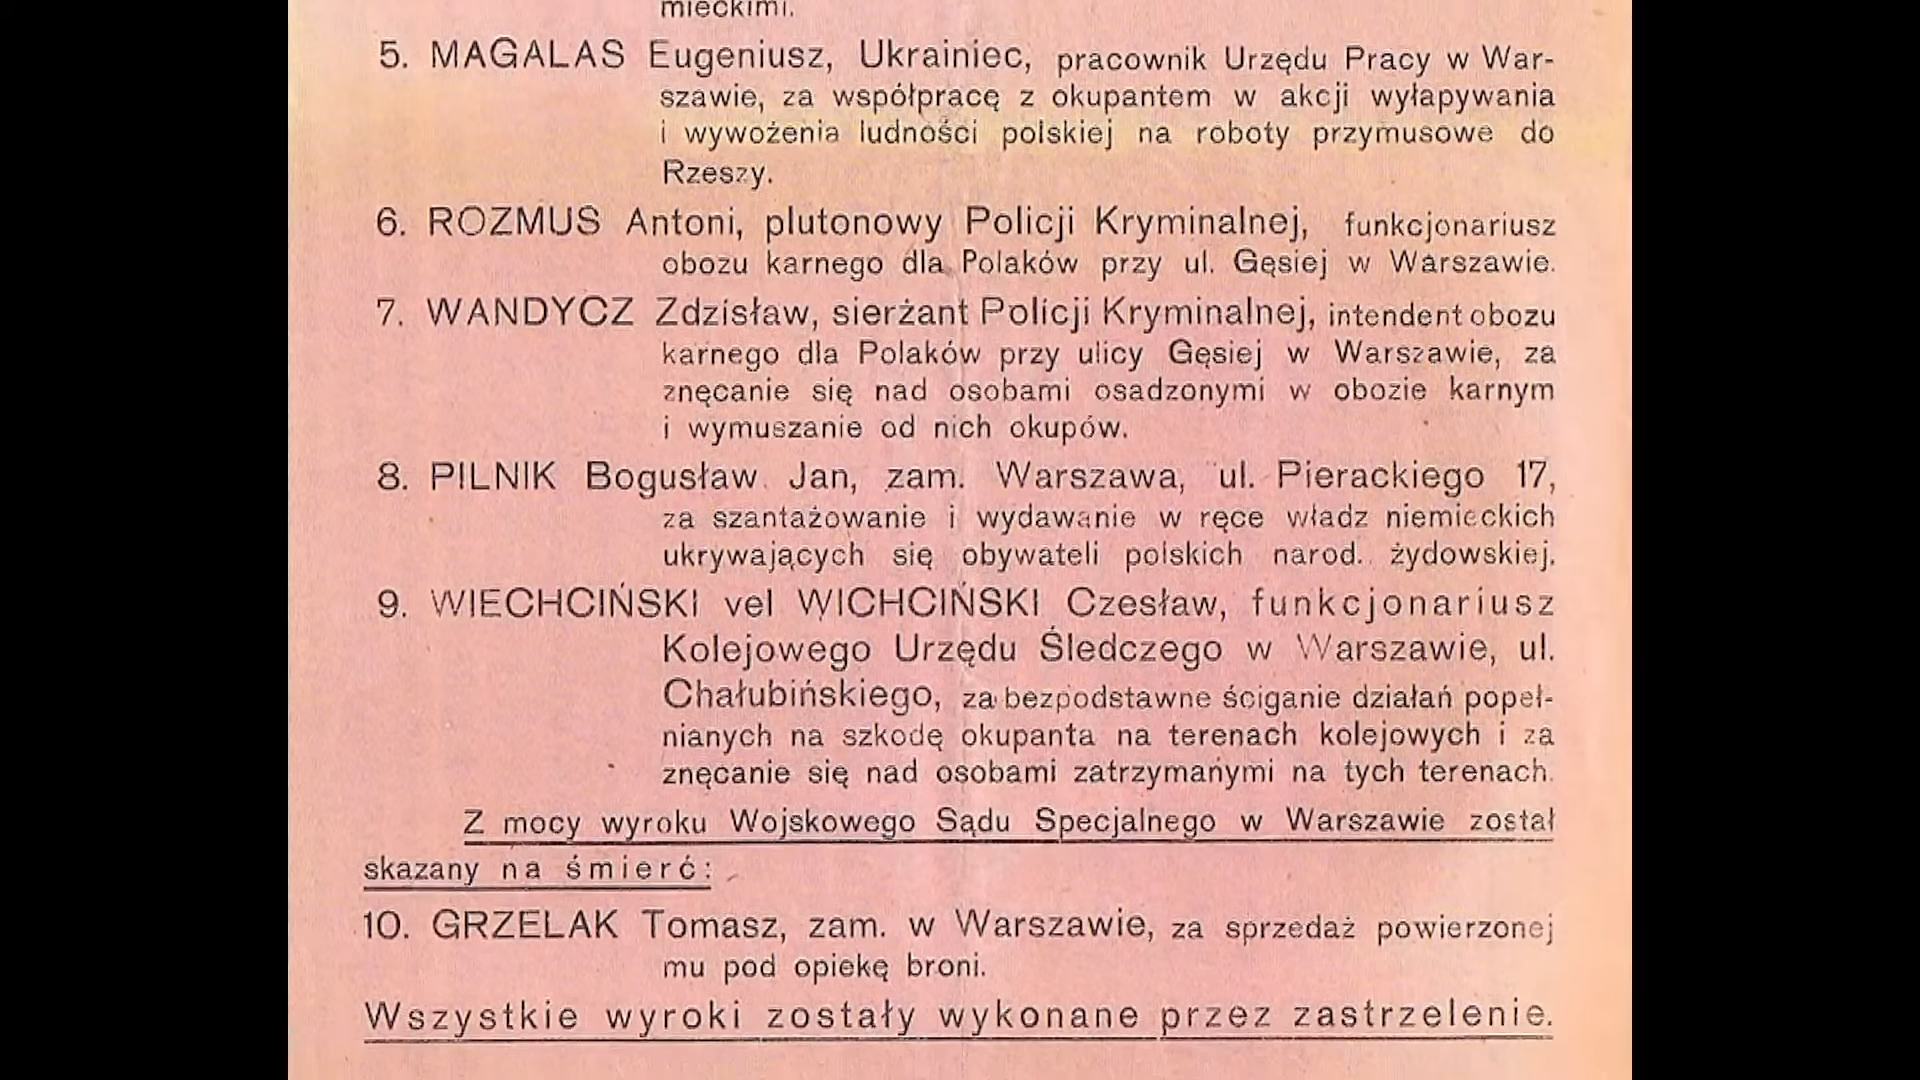 mieckimi.
5. MAGALAS Eugeniusz, Ukrainiec, pracownik Urzędu Pracy w War-
szawie, za współpracę z okupantem w akcji wyłapywania
i wywożenia ludności polskiej na roboty przymusowe do
Rzeszy.
6. ROZMUS Antoni, plutonowy Policji Kryminalnej, funkcjonariusz
obozu karnego dla Polaków przy ul. Gęsiej w Warszawie.
7. WANDYCZ Zdzisław, sierżant Policji Kryminalnej, intendent obozu
karnego dla Polaków przy ulicy Gęsiej w Warszawie, za
znęcanie się nad osobami osadzonymi w obozie karnym
i wymuszanie od nich okupów.
8. PILNIK Bogusław Jan, zam. Warszawa, ul. Pierackiego 17,
za szantażowanie i wydawanie w ręce władz niemieckich
ukrywających się obywateli polskich narod. żydowskiej.
9. WIECHCIŃSKI vel WICHCIŃSKI Czesław, funkcjonariusz
Kolejowego Urzędu Śledczego w Warszawie, ul.
Chałubińskiego, za bezpodstawne ściganie działań popeł-
nianych na szkodę okupanta na terenach kolejowych i za
znęcanie się nad osobami zatrzymanymi na tych terenach.
Z mocy wyroku Wojskowego Sądu Specjalnego w Warszawie został
skazany na śmierć:
10. GRZELAK Tomasz, zam. w Warszawie, za sprzedaż powierzonej
mu pod opiekę broni.
Wszystkie wyroki zostały wykonane przez zastrzelenie.